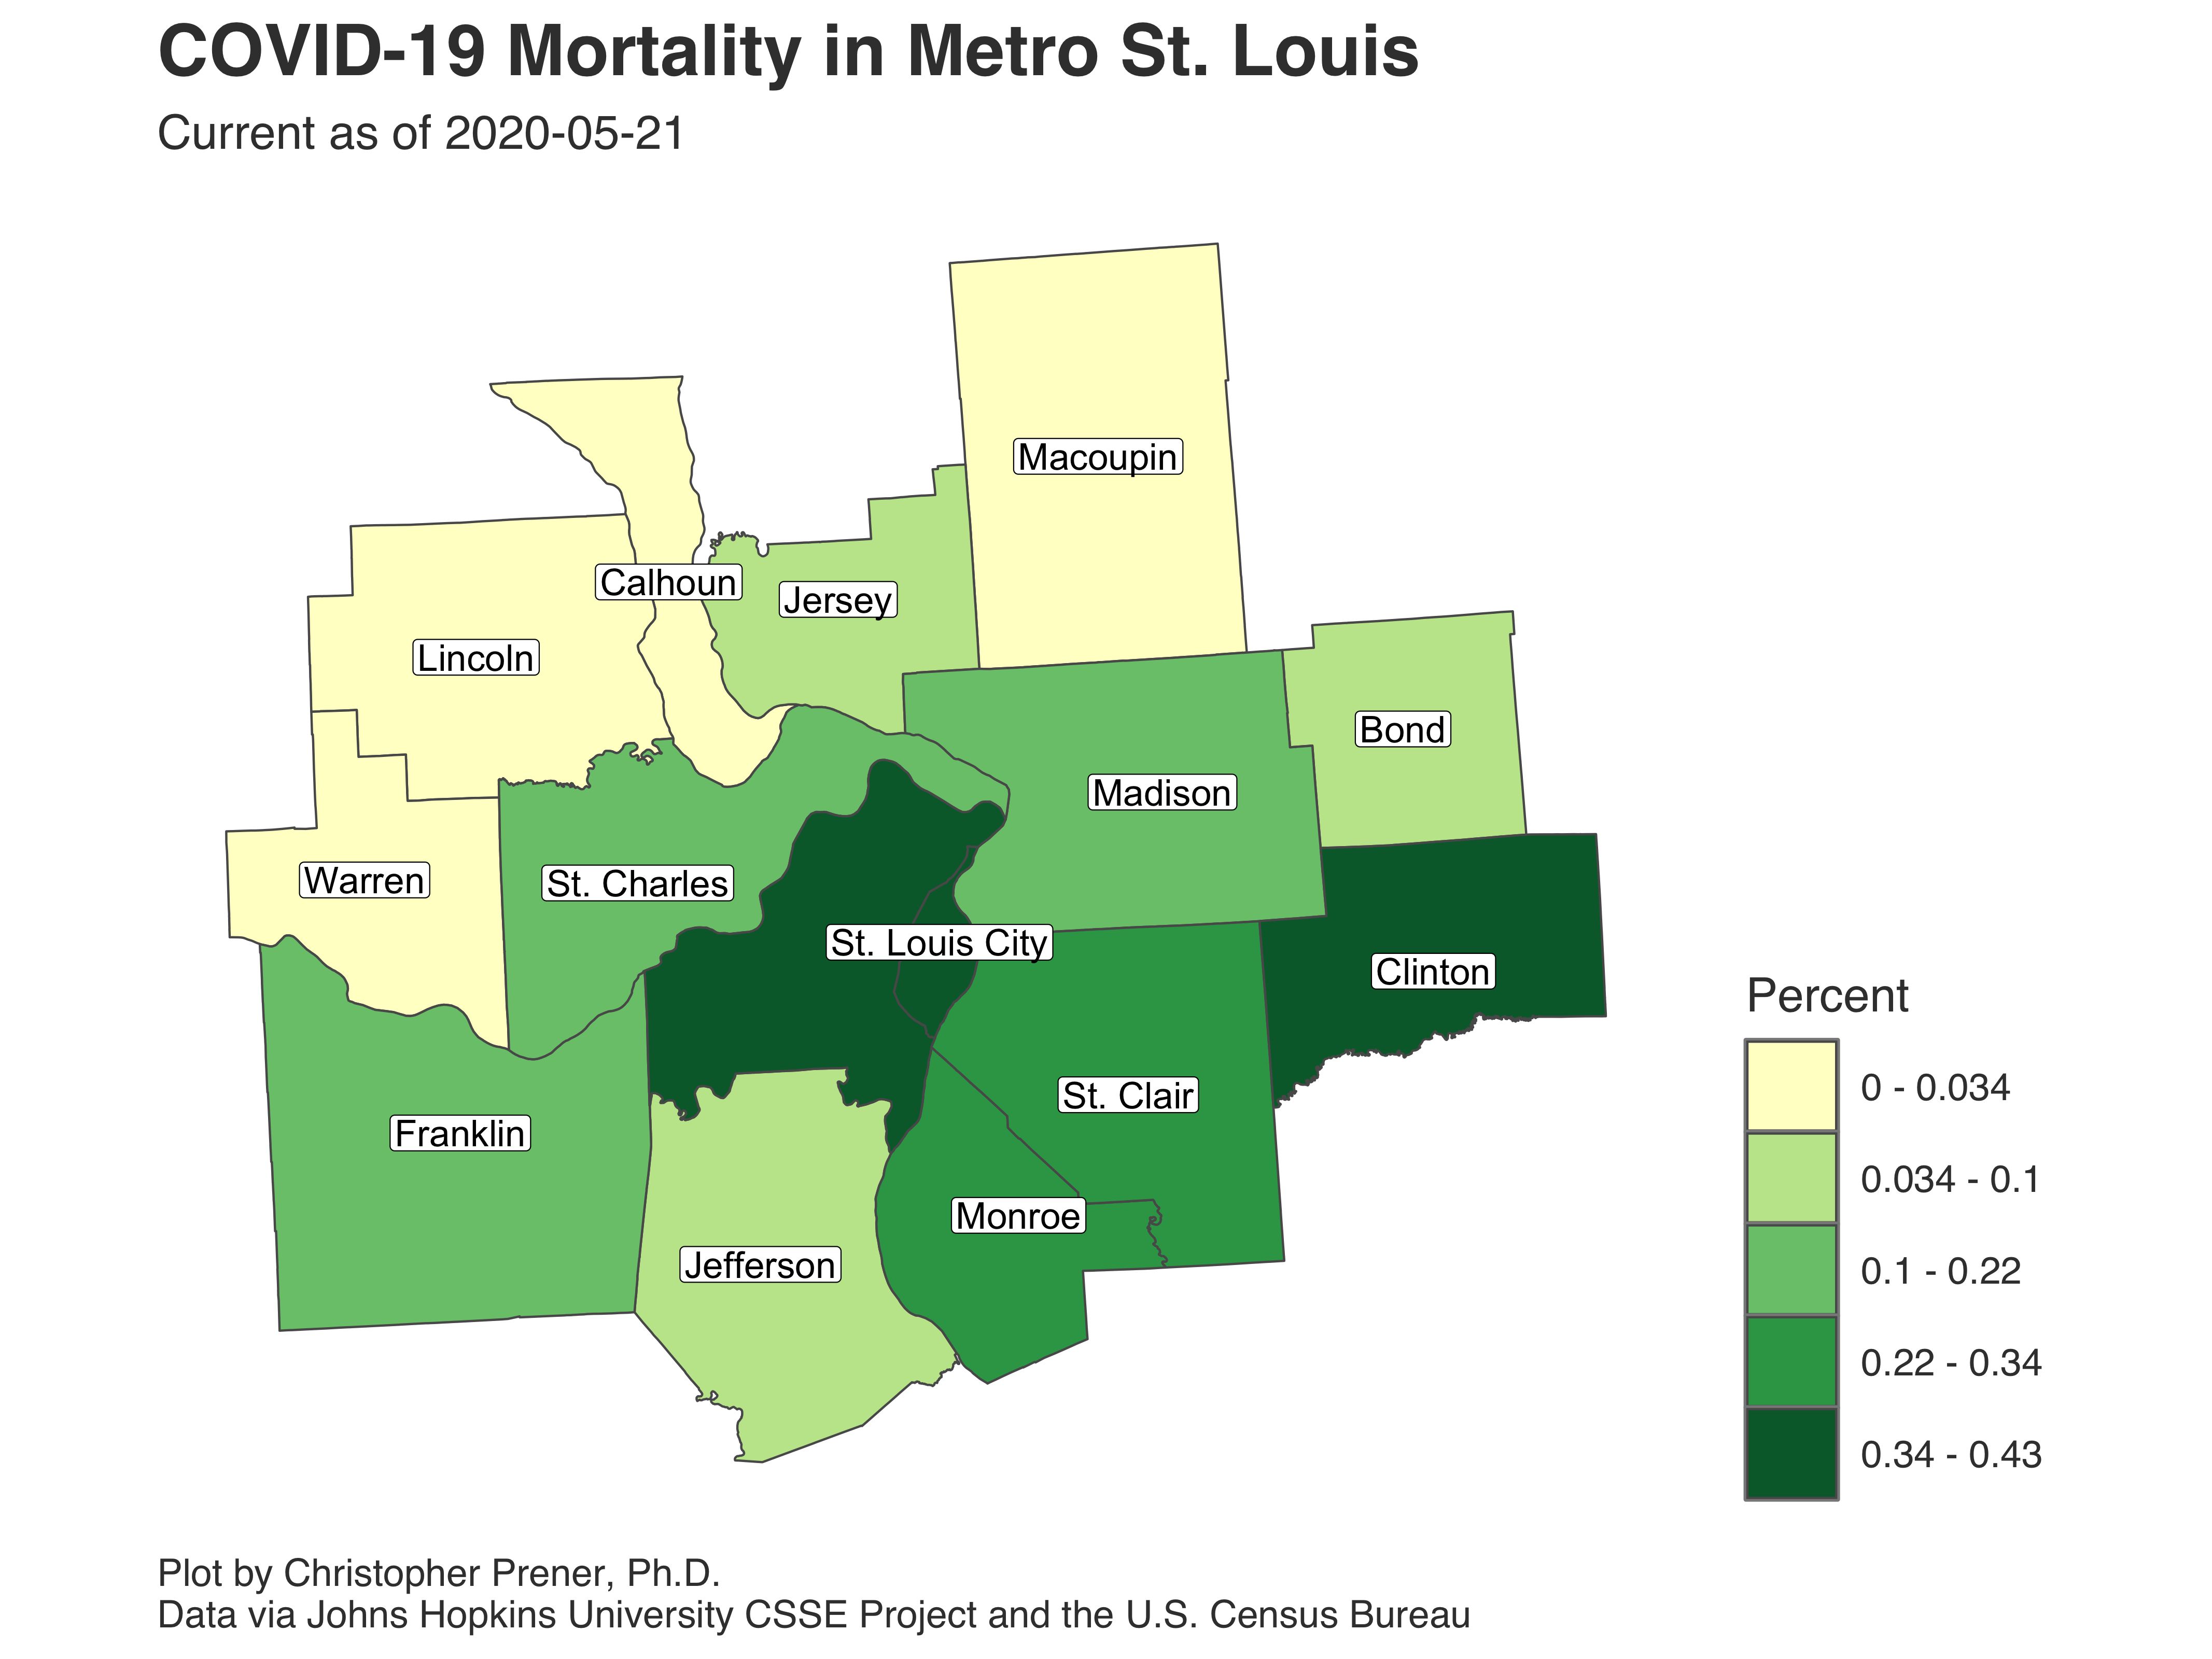 COVID-19 Mortality in Metro St. Louis
Current as of 2020-05-21
Macoupin
Calhoun
Jersey
Lincoln
Bond
Madison
Warren
St. Charles
St. Louis City
Clinton
St. Clair
Franklin
Monroe
Jefferson
Percent
0 - 0.034
0.034 - 0.1
0.1 - 0.22
0.22 - 0.34
0.34 - 0.43
Plot by Christopher Prener, Ph.D.
Data via Johns Hopkins University CSSE Project and the U.S. Census Bureau